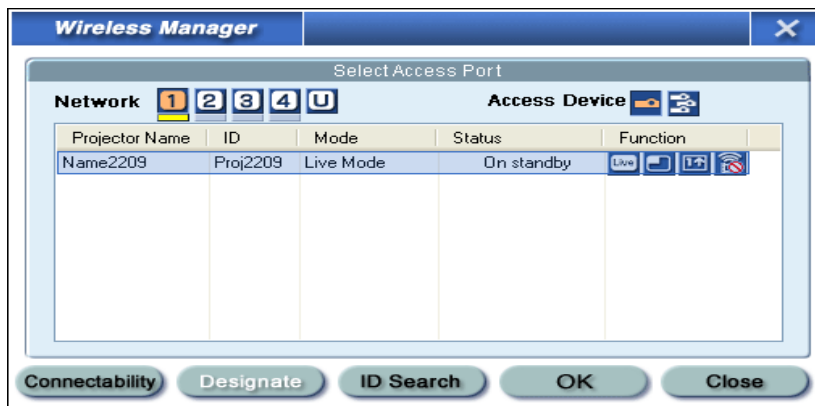 Wireless Manager
Select Access Port
Network 1 2 3 4 U Access Device
Projector Name ID Mode Status Function
Name2209 Proj2209 Live Mode On standby Live
Connectability Designate ID Search OK Close